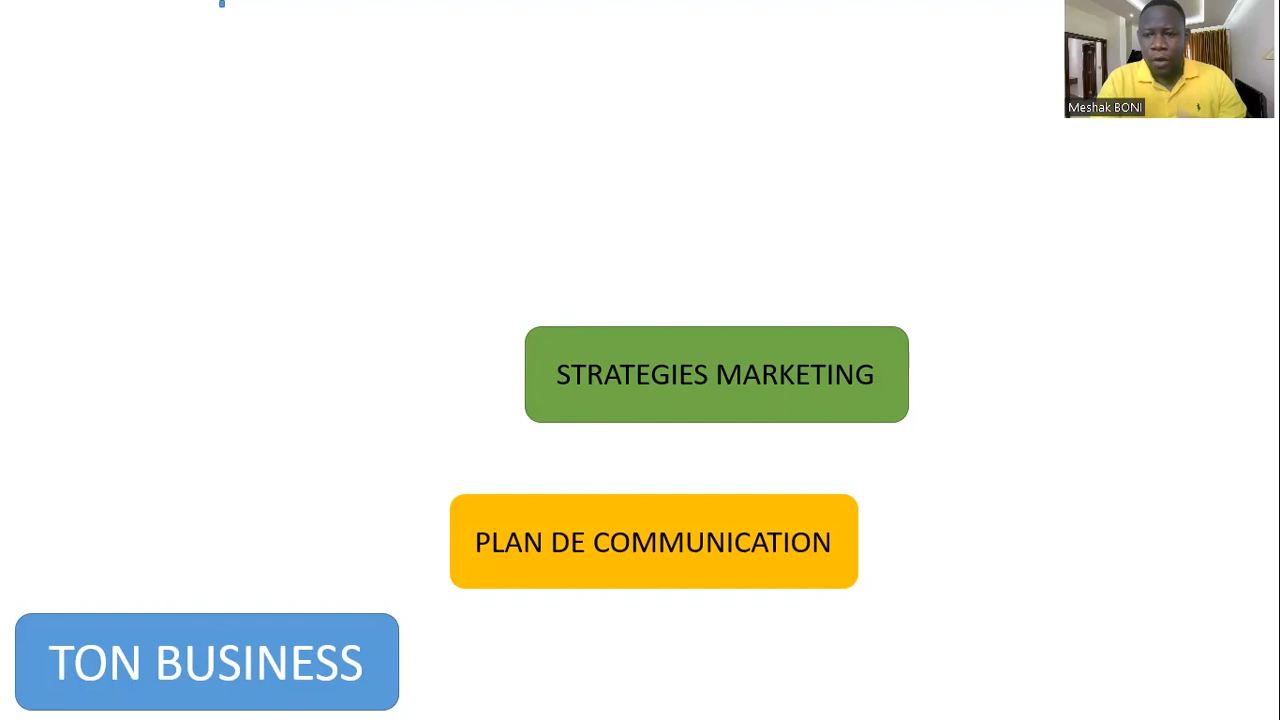 Meshak BONI
STRATEGIES MARKETING
PLAN DE COMMUNICATION
TON BUSINESS